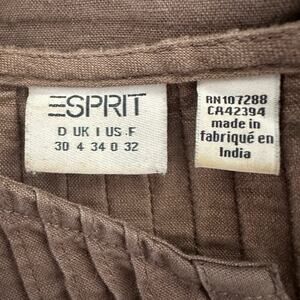 ESPRIT
D UK I US F
30 4 34 0 32
RN107288
CA42394
made in
fabriqué en
India